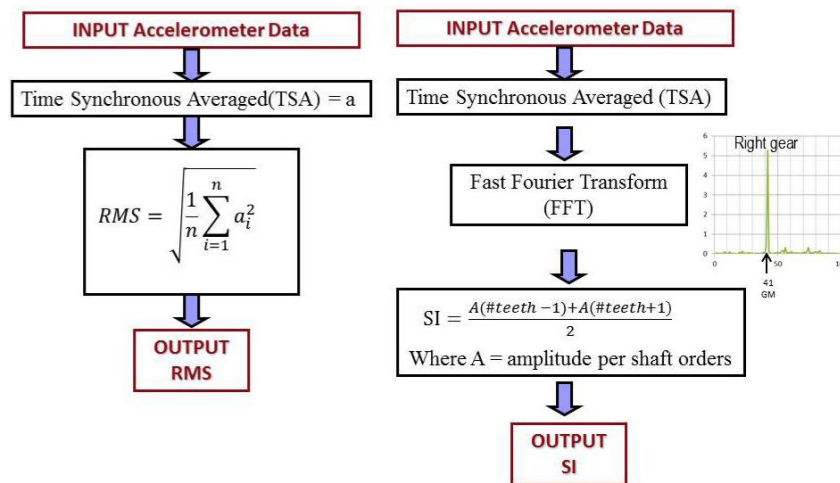 INPUT Accelerometer Data
Time Synchronous Averaged(TSA) = a
RMS = √(1/n ∑_{i=1}^{n} a_i^2)
OUTPUT
RMS
INPUT Accelerometer Data
Time Synchronous Averaged (TSA)
Fast Fourier Transform
(FFT)
SI = (A(#teeth −1)+A(#teeth+1))/2
Where A = amplitude per shaft orders
OUTPUT
SI
Right gear
6
5
4
3
2
1
0
0 50 100
41
GM